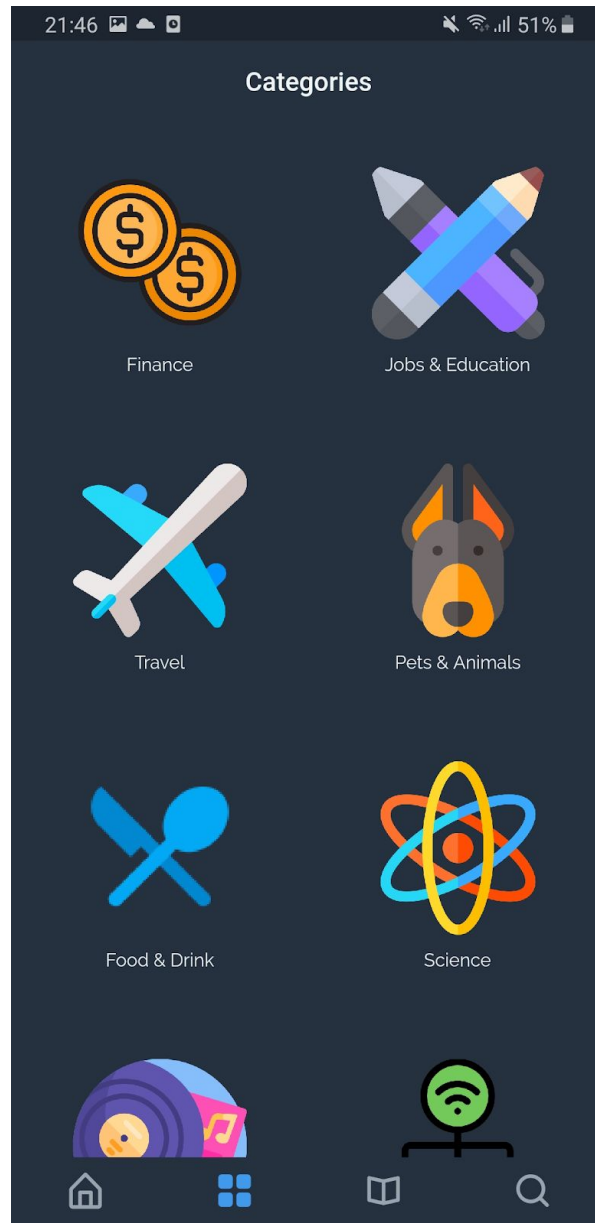 21:46 51%
Categories
$ $
Finance Jobs & Education
Travel Pets & Animals
Food & Drink Science